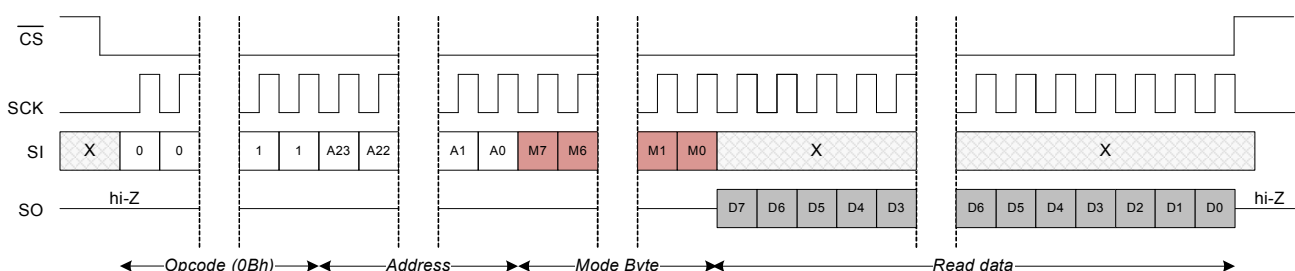 CS
SCK
SI X 0 0 1 1 A23 A22 A1 A0 M7 M6 M1 M0 X X
SO hi-Z D7 D6 D5 D4 D3 D6 D5 D4 D3 D2 D1 D0 hi-Z
Opcode (0Bh) Address Mode Byte Read data